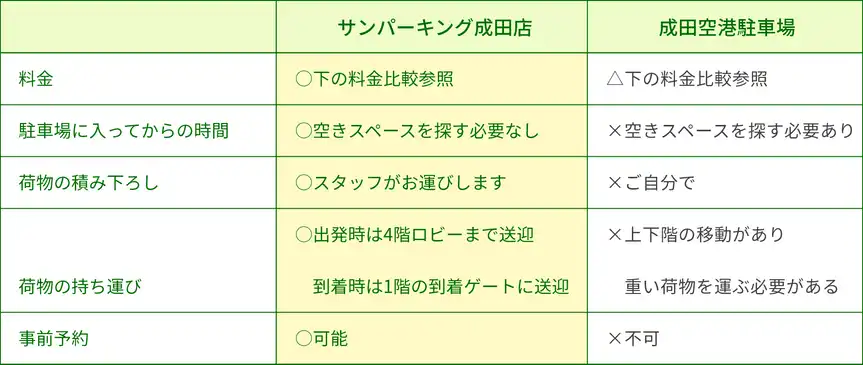 サンパーキング成田店 成田空港駐車場
料金 ○下の料金比較参照 △下の料金比較参照
駐車場に入ってからの時間 ○空きスペースを探す必要なし ×空きスペースを探す必要あり
荷物の積み下ろし ○スタッフがお運びします ×ご自分で
○出発時は4階ロビーまで送迎 ×上下階の移動があり
荷物の持ち運び 到着時は1階の到着ゲートに送迎 重い荷物を運ぶ必要がある
事前予約 ○可能 ×不可